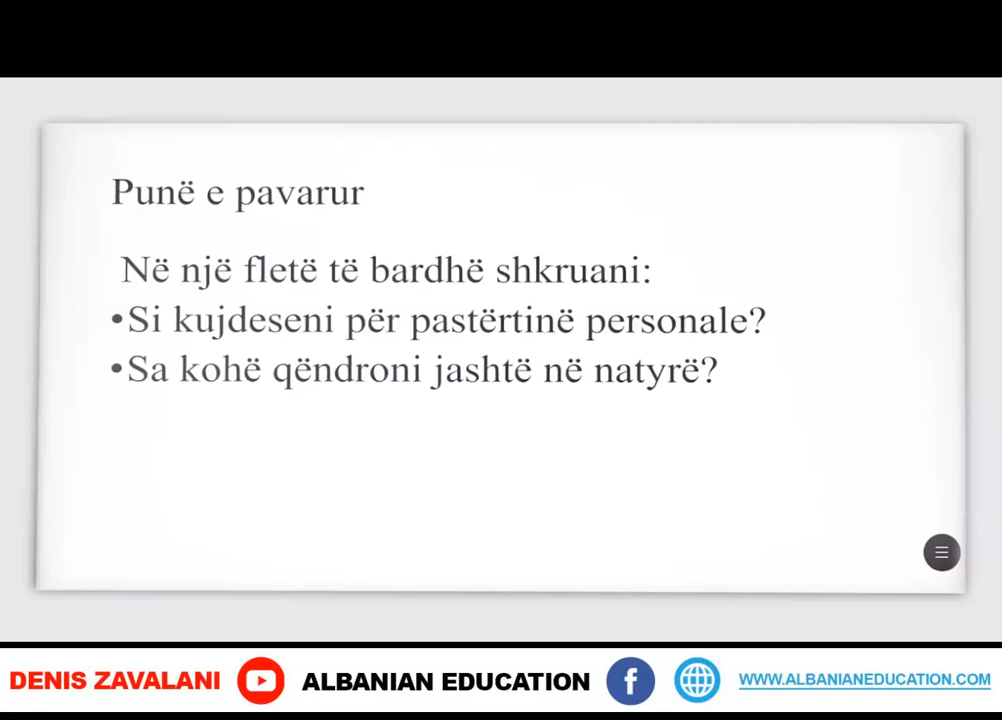 Punë e pavarur
Në një fletë të bardhë shkruani:
•Si kujdeseni për pastërtinë personale?
•Sa kohë qëndroni jashtë në natyrë?
DENIS ZAVALANI ALBANIAN EDUCATION f WWW.ALBANIANEDUCATION.COM